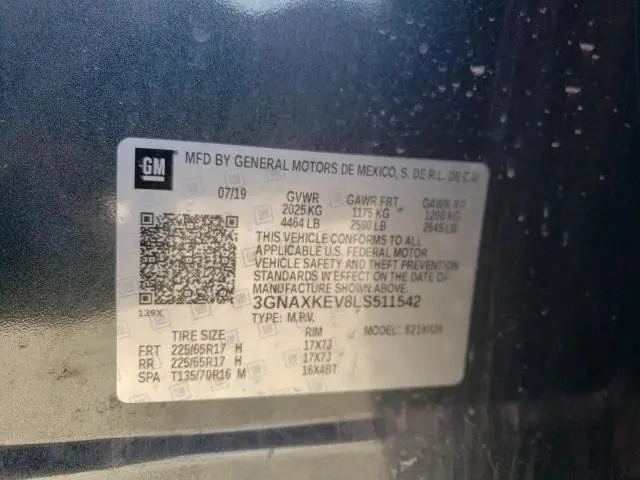 GM MFD BY GENERAL MOTORS DE MEXICO, S. DE R.L. DE C.V.
07/19 GVWR GAWR FRT GAWR RR
2025 KG 1175 KG 1200 KG
4464 LB 2590 LB 2645 LB
THIS VEHICLE CONFORMS TO ALL
APPLICABLE U.S. FEDERAL MOTOR
VEHICLE SAFETY AND THEFT PREVENTION
STANDARDS IN EFFECT ON THE DATE OF
MANUFACTURE SHOWN ABOVE.
139X 3GNAXKEV8LS511542
TYPE: M.P.V. MODEL:
TIRE SIZE RIM
FRT 225/65R17 H 17X7J
RR 225/65R17 H 17X7J
SPA T135/70R16 M 16X4BT